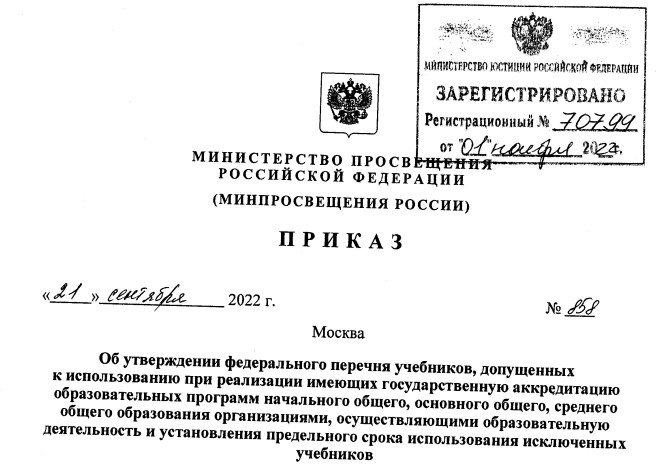 МИНИСТЕРСТВО ЮСТИЦИИ РОССИЙСКОЙ ФЕДЕРАЦИИ
ЗАРЕГИСТРИРОВАНО
Регистрационный № 70799
от "01" ноября 2022г.
МИНИСТЕРСТВО ПРОСВЕЩЕНИЯ
РОССИЙСКОЙ ФЕДЕРАЦИИ
(МИНПРОСВЕЩЕНИЯ РОССИИ)
ПРИКАЗ
«21» сентября 2022 г.
№ 858
Москва
Об утверждении федерального перечня учебников, допущенных
к использованию при реализации имеющих государственную аккредитацию
образовательных программ начального общего, основного общего, среднего
общего образования организациями, осуществляющими образовательную
деятельность и установления предельного срока использования исключенных
учебников